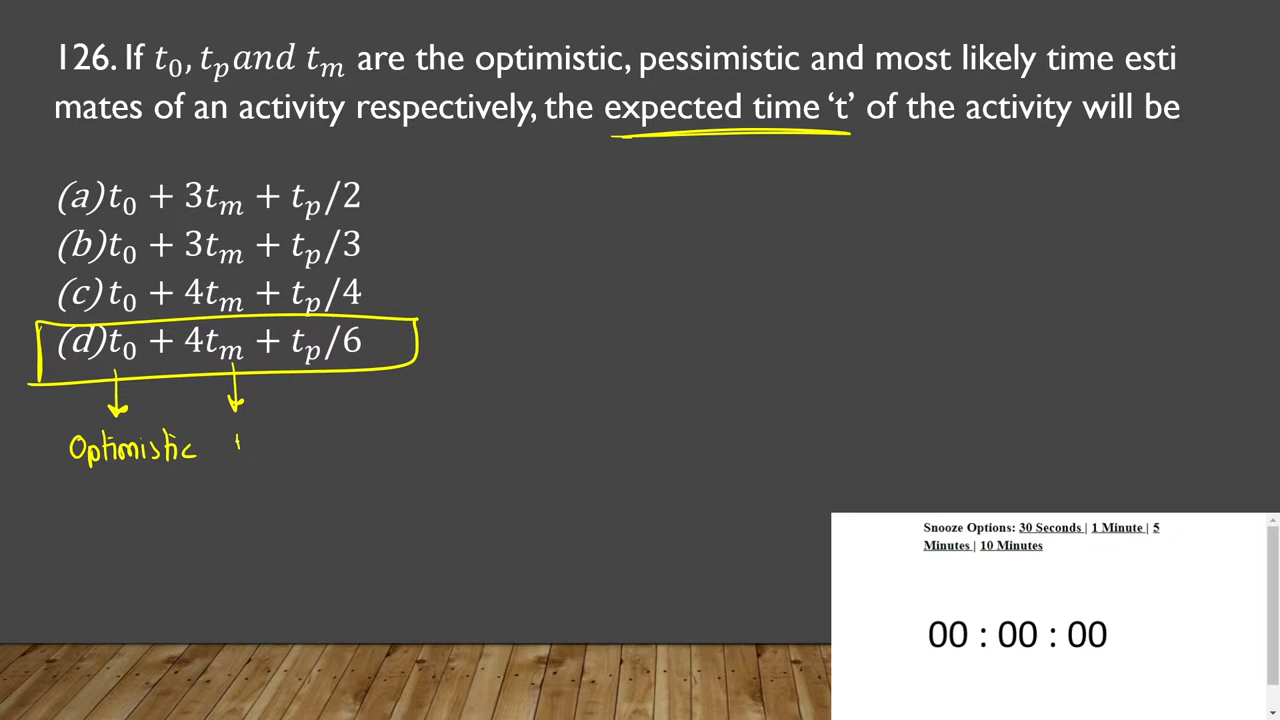 126. If t₀, tₚ and tₘ are the optimistic, pessimistic and most likely time esti
mates of an activity respectively, the expected time ‘t’ of the activity will be
(a) t₀ + 3tₘ + tₚ/2
(b) t₀ + 3tₘ + tₚ/3
(c) t₀ + 4tₘ + tₚ/4
(d) t₀ + 4tₘ + tₚ/6
Optimistic
Snooze Options: 30 Seconds | 1 Minute | 5
Minutes | 10 Minutes
00 : 00 : 00